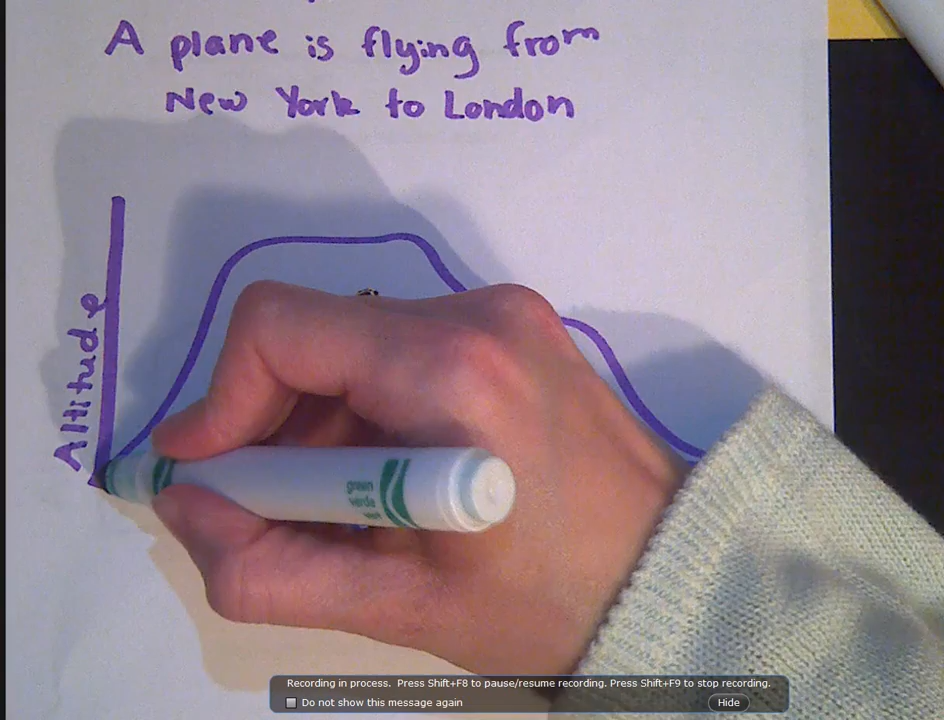 A plane is flying from
New York to London
Altitude
green
verde
vert
Recording in process. Press Shift+F8 to pause/resume recording. Press Shift+F9 to stop recording.
Do not show this message again
Hide